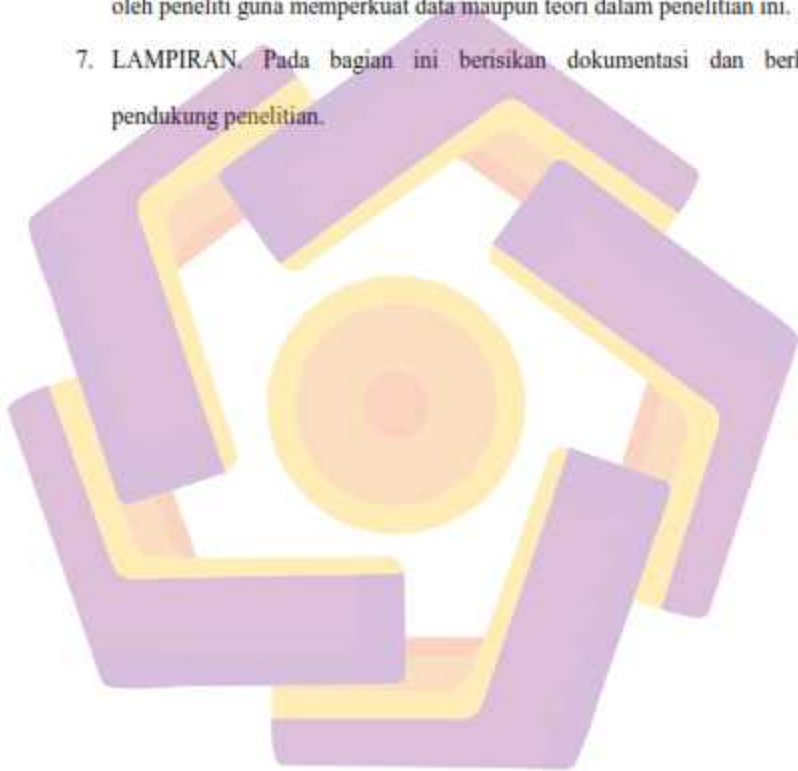 oleh peneliti guna memperkuat data maupun teori dalam penelitian ini.
7. LAMPIRAN. Pada bagian ini berisikan dokumentasi dan
pendukung penelitian.